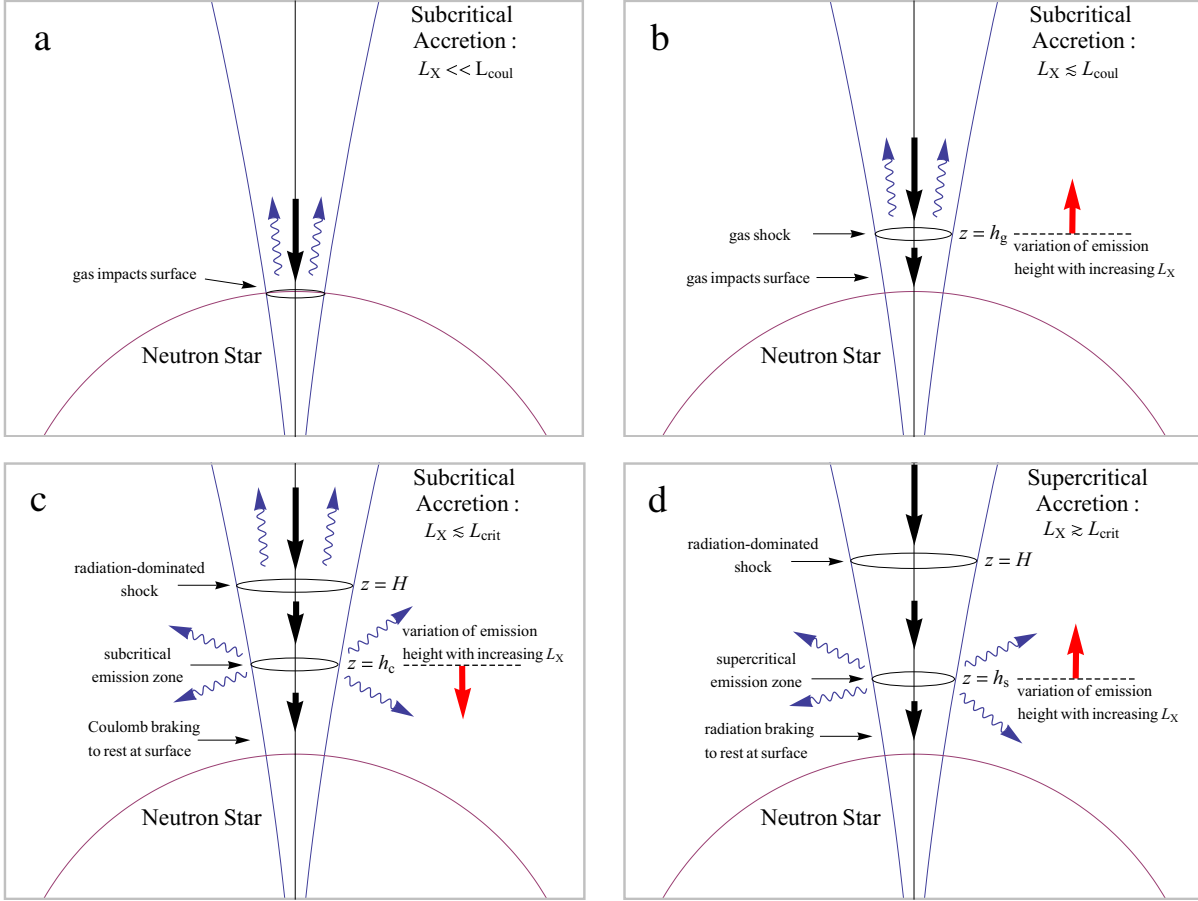 a
Subcritical
Accretion :
L_X << L_coul
gas impacts surface
Neutron Star
b
Subcritical
Accretion :
L_X ≲ L_coul
gas shock
z = h_g
variation of emission
height with increasing L_X
gas impacts surface
Neutron Star
c
Subcritical
Accretion :
L_X ≲ L_crit
radiation-dominated
shock
z = H
variation of emission
height with increasing L_X
subcritical
emission zone
z = h_c
Coulomb braking
to rest at surface
Neutron Star
d
Supercritical
Accretion :
L_X ≳ L_crit
radiation-dominated
shock
z = H
supercritical
emission zone
z = h_s
variation of emission
height with increasing L_X
radiation braking
to rest at surface
Neutron Star